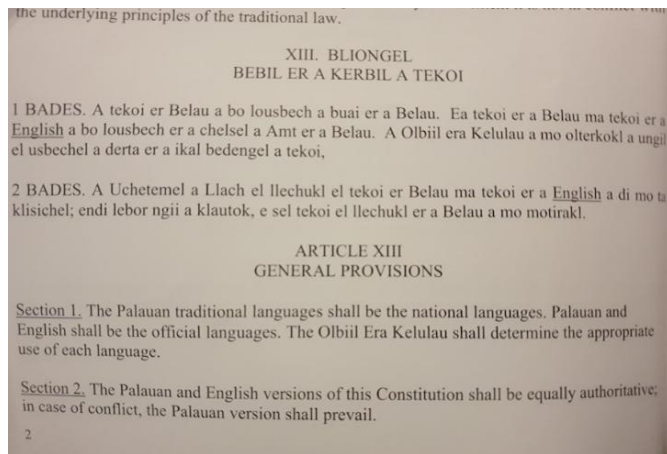 the underlying principles of the traditional law.
XIII. BLIONGEL
BEBIL ER A KERBIL A TEKOI
1 BADES. A tekoi er Belau a bo lousbech a buai er a Belau. Ea tekoi er a Belau ma tekoi er a
English a bo lousbech er a chelsel a Amt er a Belau. A Olbiil era Kelulau a mo olterkokl a ungil
el usbechel a derta er a ikal bedengel a tekoi,
2 BADES. A Uchetemel a Llach el llechukl el tekoi er Belau ma tekoi er a English a di mo ta
klisichel; endi lebor ngii a klautok, e sel tekoi el llechukl er a Belau a mo motirakl.
ARTICLE XIII
GENERAL PROVISIONS
Section 1. The Palauan traditional languages shall be the national languages. Palauan and
English shall be the official languages. The Olbiil Era Kelulau shall determine the appropriate
use of each language.
Section 2. The Palauan and English versions of this Constitution shall be equally authoritative;
in case of conflict, the Palauan version shall prevail.
2